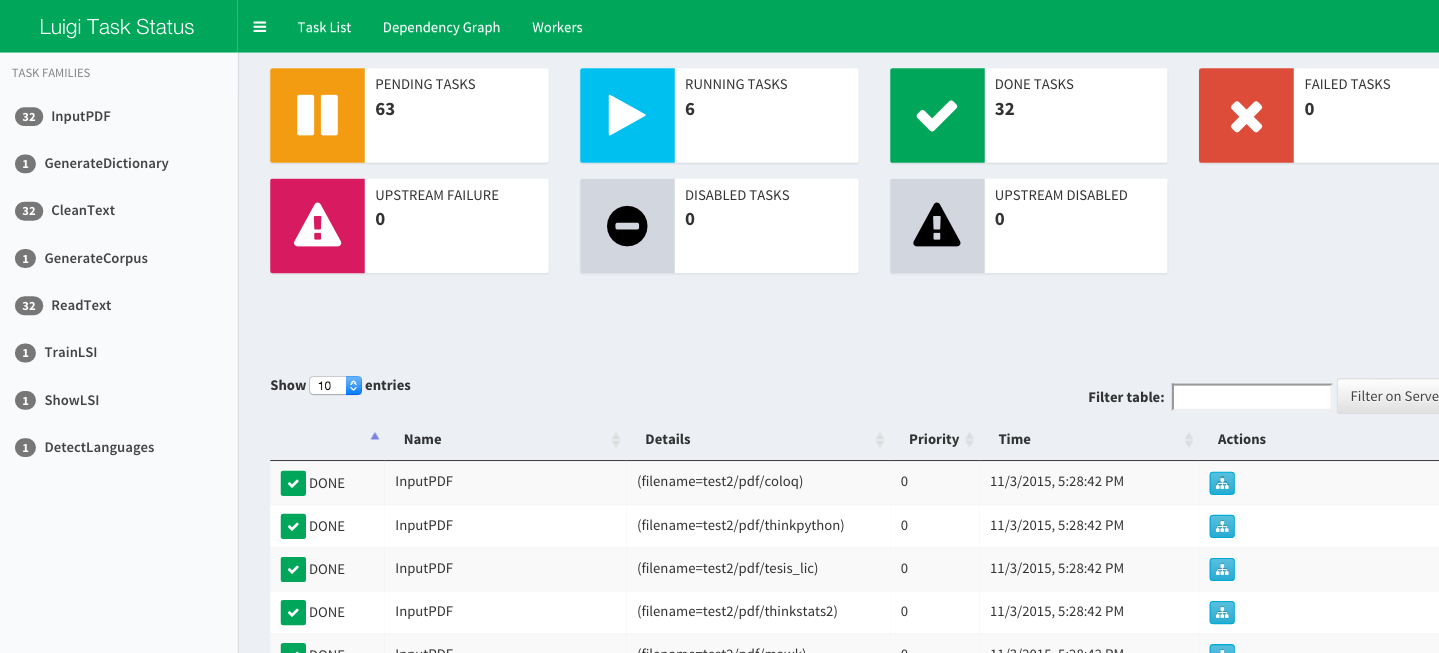 Luigi Task Status
Task List Dependency Graph Workers
TASK FAMILIES
32 InputPDF
1 GenerateDictionary
32 CleanText
1 GenerateCorpus
32 ReadText
1 TrainLSI
1 ShowLSI
1 DetectLanguages
PENDING TASKS
63
RUNNING TASKS
6
DONE TASKS
32
FAILED TASKS
0
UPSTREAM FAILURE
0
DISABLED TASKS
0
UPSTREAM DISABLED
0
Show 10 entries
Filter table: Filter on Serve
Name Details Priority Time Actions
DONE InputPDF (filename=test2/pdf/coloq) 0 11/3/2015, 5:28:42 PM
DONE InputPDF (filename=test2/pdf/thinkpython) 0 11/3/2015, 5:28:42 PM
DONE InputPDF (filename=test2/pdf/tesis_lic) 0 11/3/2015, 5:28:42 PM
DONE InputPDF (filename=test2/pdf/thinkstats2) 0 11/3/2015, 5:28:42 PM